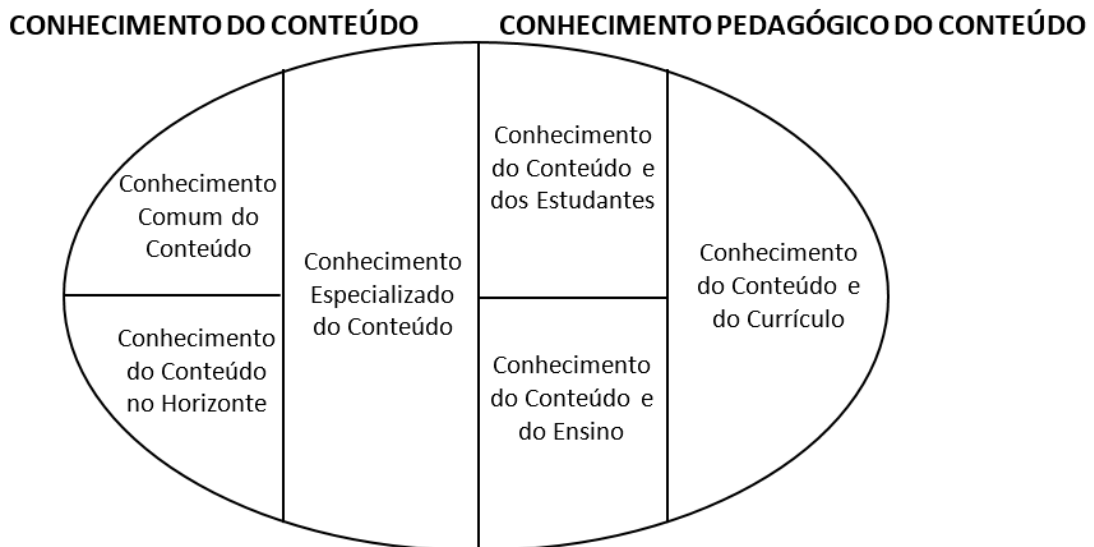 CONHECIMENTO DO CONTEÚDO
CONHECIMENTO PEDAGÓGICO DO CONTEÚDO
Conhecimento
Comum do
Conteúdo
Conhecimento
do Conteúdo
no Horizonte
Conhecimento
Especializado
do Conteúdo
Conhecimento
do Conteúdo e
dos Estudantes
Conhecimento
do Conteúdo e
do Ensino
Conhecimento
do Conteúdo e
do Currículo